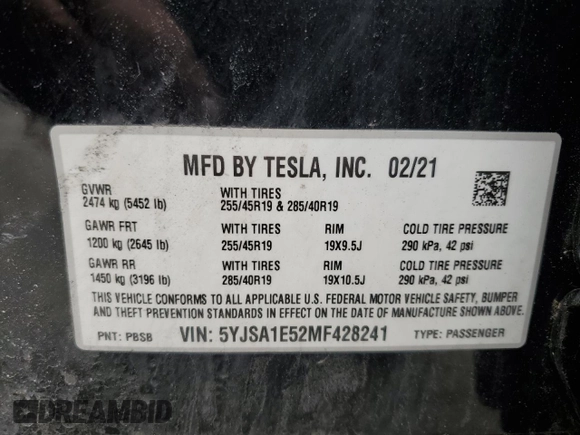 MFD BY TESLA, INC. 02/21
GVWR WITH TIRES
2474 kg (5452 lb) 255/45R19 & 285/40R19
GAWR FRT WITH TIRES RIM COLD TIRE PRESSURE
1200 kg (2645 lb) 255/45R19 19X9.5J 290 kPa, 42 psi
GAWR RR WITH TIRES RIM COLD TIRE PRESSURE
1450 kg (3196 lb) 285/40R19 19X10.5J 290 kPa, 42 psi
THIS VEHICLE CONFORMS TO ALL APPLICABLE U.S. FEDERAL MOTOR VEHICLE SAFETY, BUMPER
AND THEFT PREVENTION STANDARDS IN EFFECT ON THE DATE OF MANUFACTURE SHOWN ABOVE.
PNT: PBSB VIN: 5YJSA1E52MF428241 TYPE: PASSENGER
DREAMBID